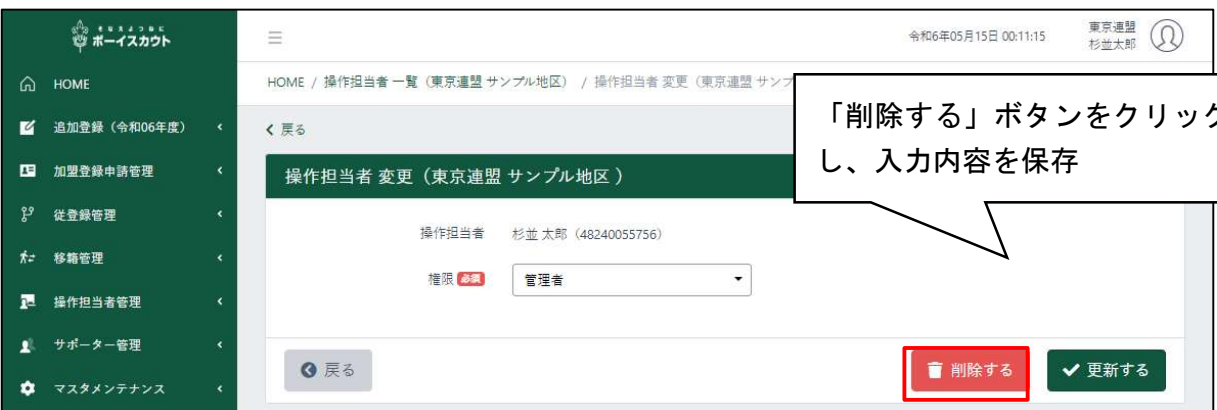 そなえよつねに
ボーイスカウト
令和6年05月15日 00:11:15
東京連盟
杉並太郎
HOME
追加登録（令和06年度）
加盟登録申請管理
従登録管理
移籍管理
操作担当者管理
サポーター管理
マスタメンテナンス
HOME / 操作担当者 一覧（東京連盟 サンプル地区） / 操作担当者 変更（東京連盟 サンプ
戻る
操作担当者 変更（東京連盟 サンプル地区 ）
「削除する」ボタンをクリック
し、入力内容を保存
操作担当者 杉並 太郎（48240055756）
権限 必須 管理者
戻る
削除する
更新する